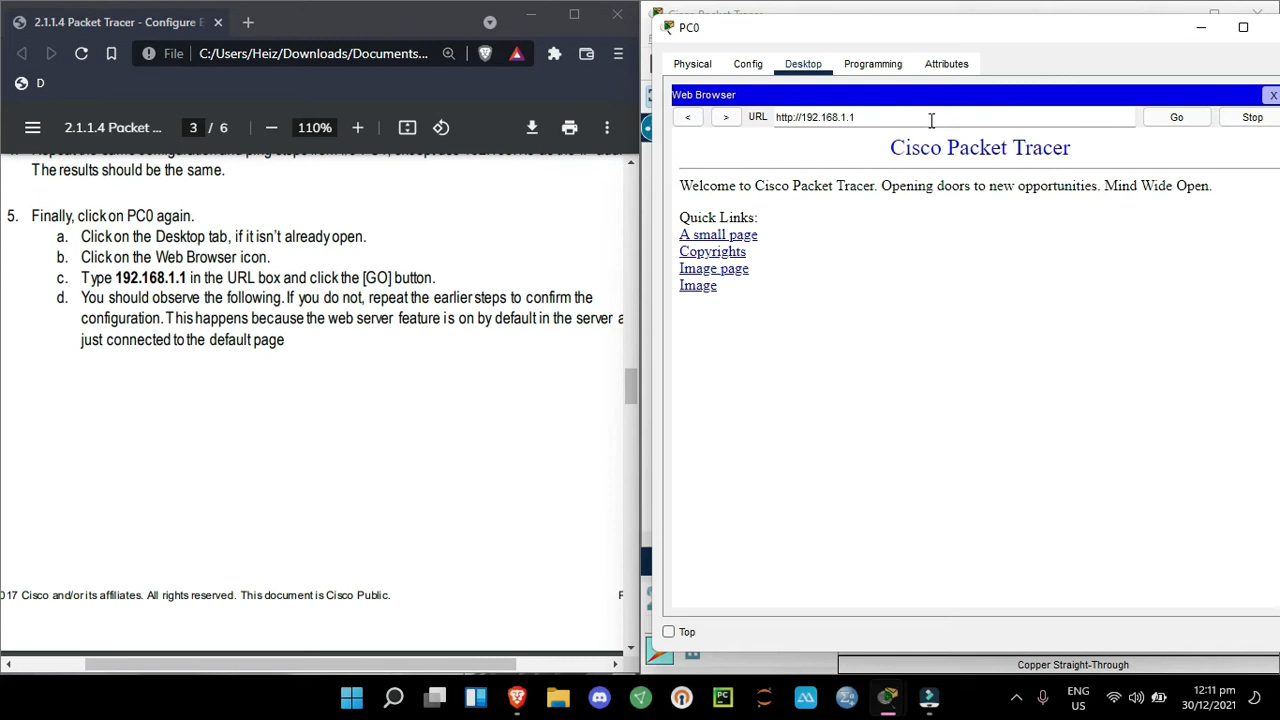 2.1.1.4 Packet Tracer - Configure E
File
C:/Users/Heiz/Downloads/Documents...
D
2.1.1.4 Packet ...
3 / 6
110%
The results should be the same.
5. Finally, click on PC0 again.
a. Click on the Desktop tab, if it isn't already open.
b. Click on the Web Browser icon.
c. Type 192.168.1.1 in the URL box and click the [GO] button.
d. You should observe the following. If you do not, repeat the earlier steps to confirm the
configuration. This happens because the web server feature is on by default in the server a
just connected to the default page
017 Cisco and/or its affiliates. All rights reserved. This document is Cisco Public.
PC0
Physical
Config
Desktop
Programming
Attributes
Web Browser
X
<
>
URL
http://192.168.1.1
Go
Stop
Cisco Packet Tracer
Welcome to Cisco Packet Tracer. Opening doors to new opportunities. Mind Wide Open.
Quick Links:
A small page
Copyrights
Image page
Image
Top
Copper Straight-Through
ENG
US
12:11 pm
30/12/2021